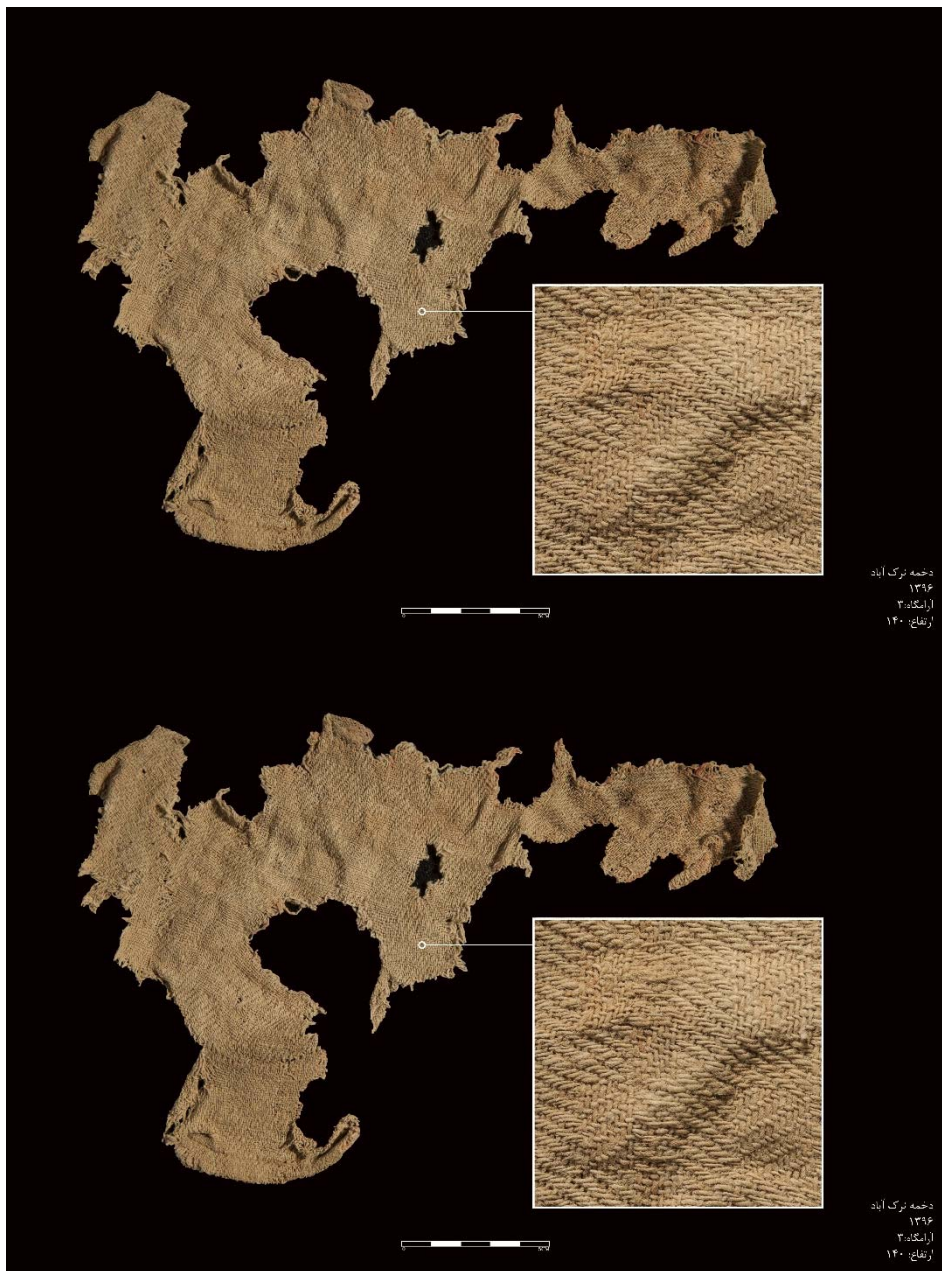 دخمه ترک آباد
۱۳۹۶
آرامگاه:۳
ارتفاع: ۱۴۰
دخمه ترک آباد
۱۳۹۶
آرامگاه:۳
ارتفاع: ۱۴۰